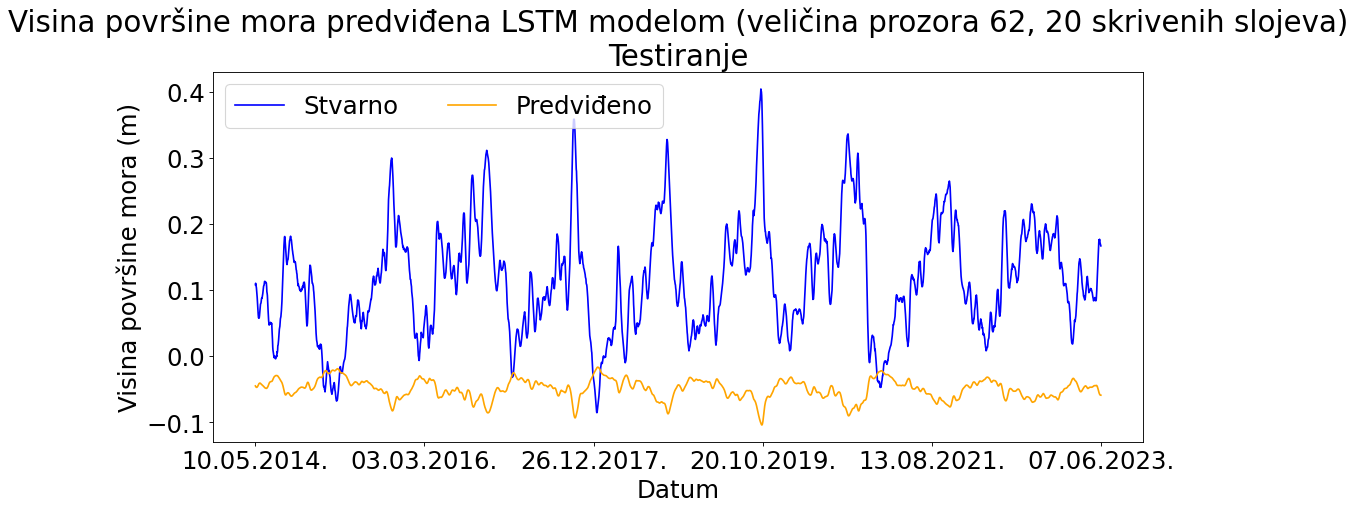 Visina površine mora predviđena LSTM modelom (veličina prozora 62, 20 skrivenih slojeva)
Testiranje
Stvarno
Predviđeno
Visina površine mora (m)
0.4
0.3
0.2
0.1
0.0
−0.1
10.05.2014.
03.03.2016.
26.12.2017.
20.10.2019.
13.08.2021.
07.06.2023.
Datum